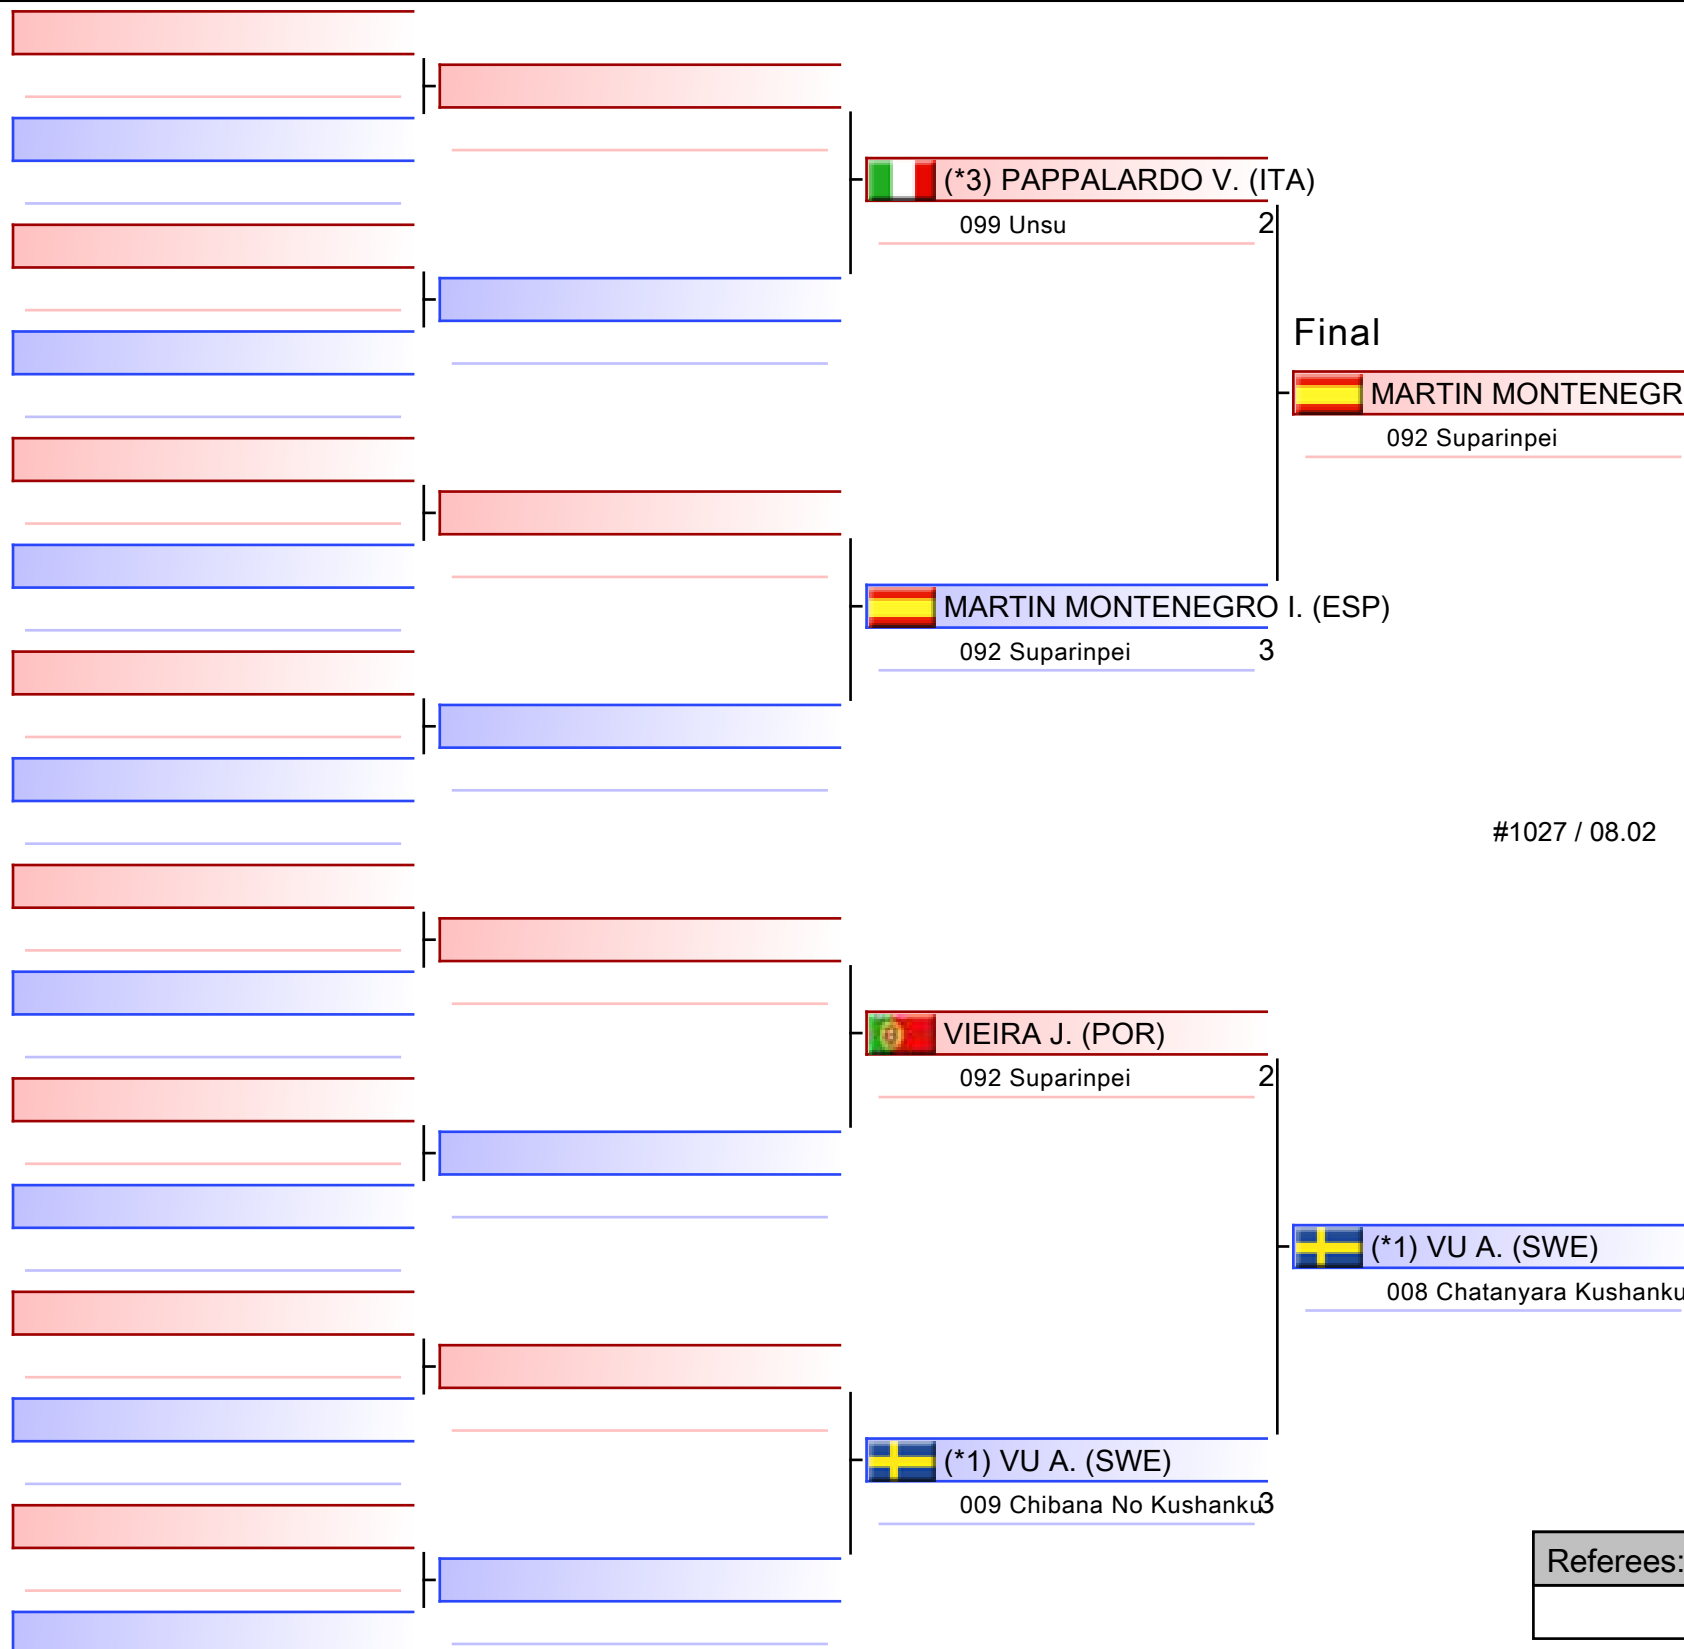 (*3) PAPPALARDO V. (ITA)
099 Unsu 2
Final
MARTIN MONTENEGR
092 Suparinpei
MARTIN MONTENEGRO I. (ESP)
092 Suparinpei 3
#1027 / 08.02
VIEIRA J. (POR)
092 Suparinpei 2
(*1) VU A. (SWE)
008 Chatanyara Kushanku
(*1) VU A. (SWE)
009 Chibana No Kushanku 3
Referees: